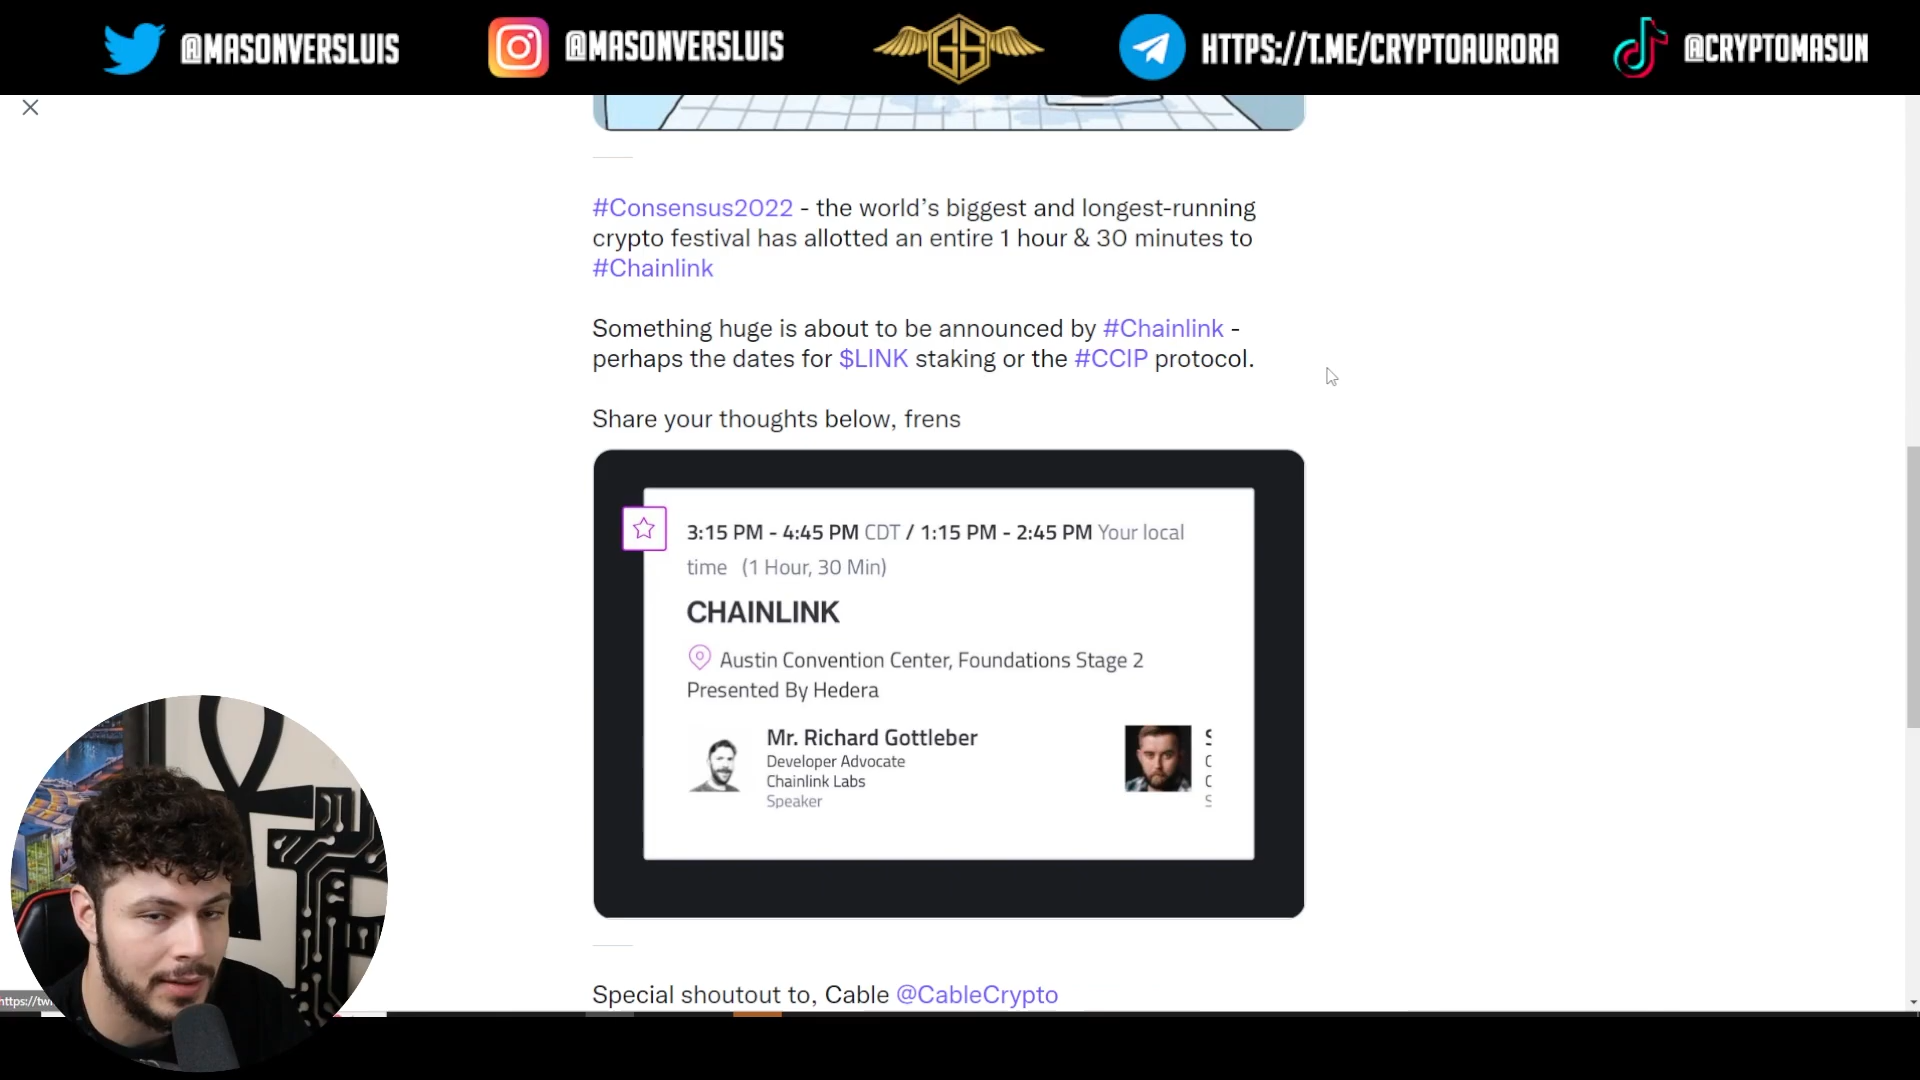 @MASONVERSLUIS
@MASONVERSLUIS
GS
HTTPS://T.ME/CRYPTOAURORA
@CRYPTOMASUN
#Consensus2022 - the world’s biggest and longest-running
crypto festival has allotted an entire 1 hour & 30 minutes to
#Chainlink
Something huge is about to be announced by #Chainlink -
perhaps the dates for $LINK staking or the #CCIP protocol.
Share your thoughts below, frens
3:15 PM - 4:45 PM CDT / 1:15 PM - 2:45 PM Your local
time (1 Hour, 30 Min)
CHAINLINK
Austin Convention Center, Foundations Stage 2
Presented By Hedera
Mr. Richard Gottleber
Developer Advocate
Chainlink Labs
Speaker
Special shoutout to, Cable @CableCrypto
https://tw